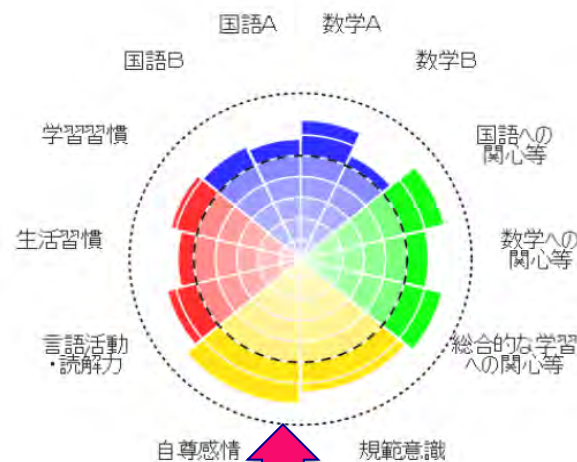 国語A 数学A
国語B 数学B
学習習慣 国語への
関心等
生活習慣 数学への
関心等
言語活動
・読解力
総合的な学習
への関心等
自尊感情 規範意識